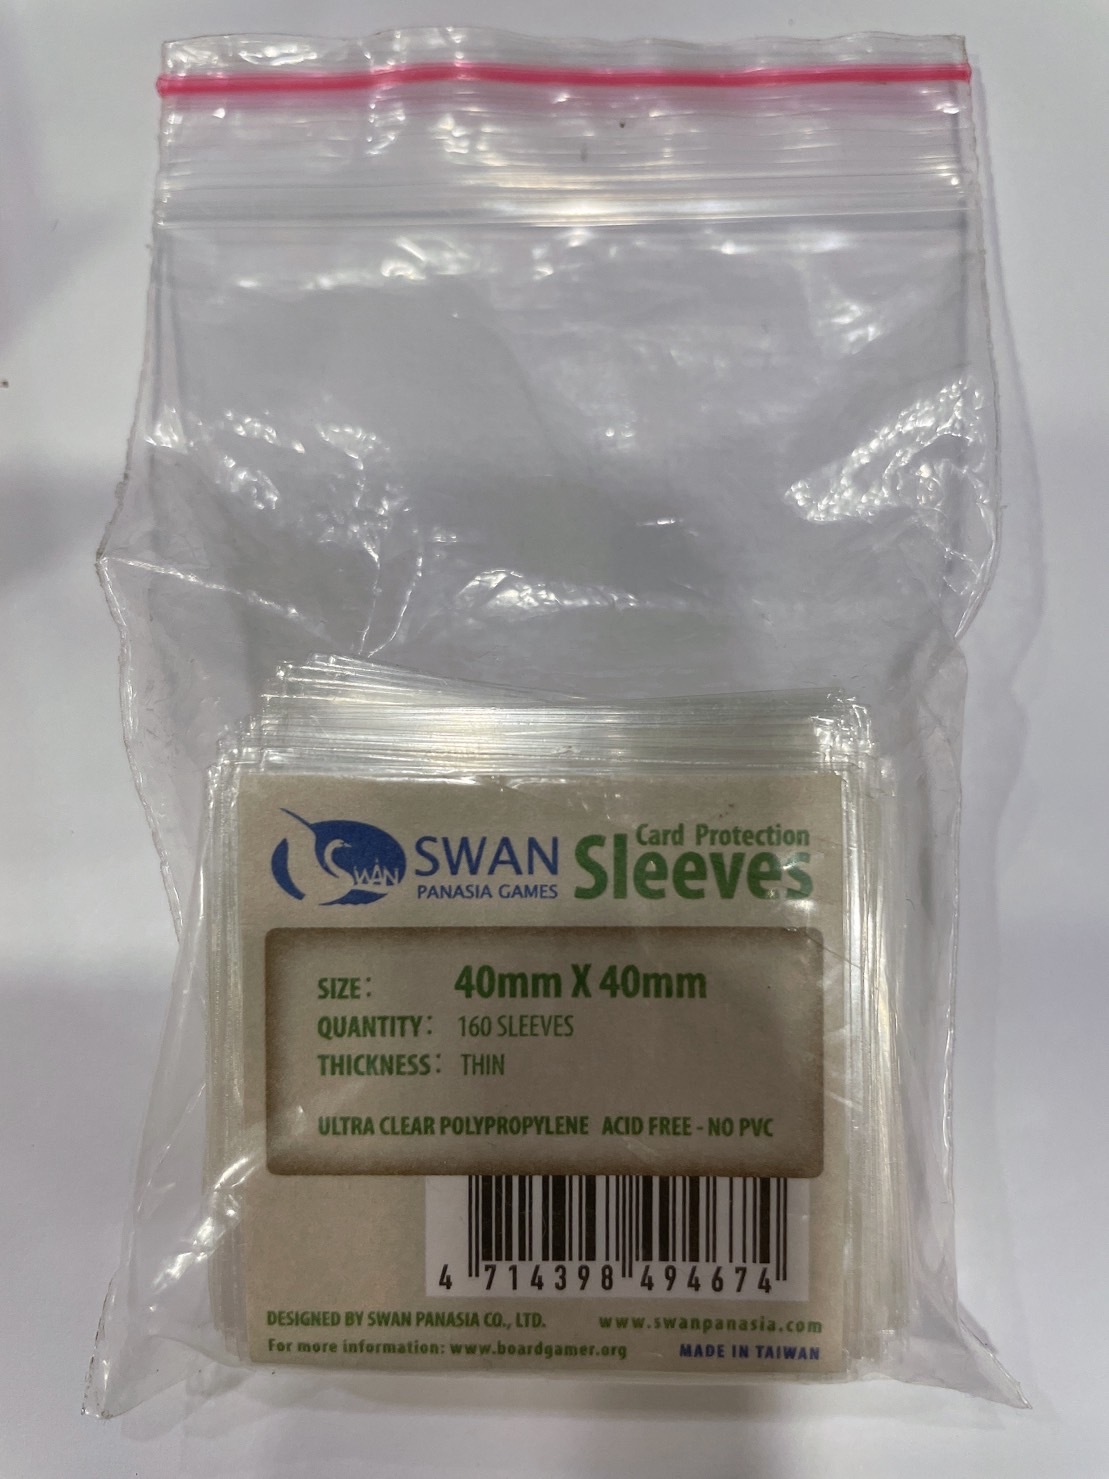 SWAN
SWAN
PANASIA GAMES
Card Protection
Sleeves
SIZE: 40mm X 40mm
QUANTITY: 160 SLEEVES
THICKNESS: THIN
ULTRA CLEAR POLYPROPYLENE ACID FREE - NO PVC
4 714398 494674
DESIGNED BY SWAN PANASIA CO., LTD. www.swanpanasia.com
For more information: www.boardgamer.org MADE IN TAIWAN